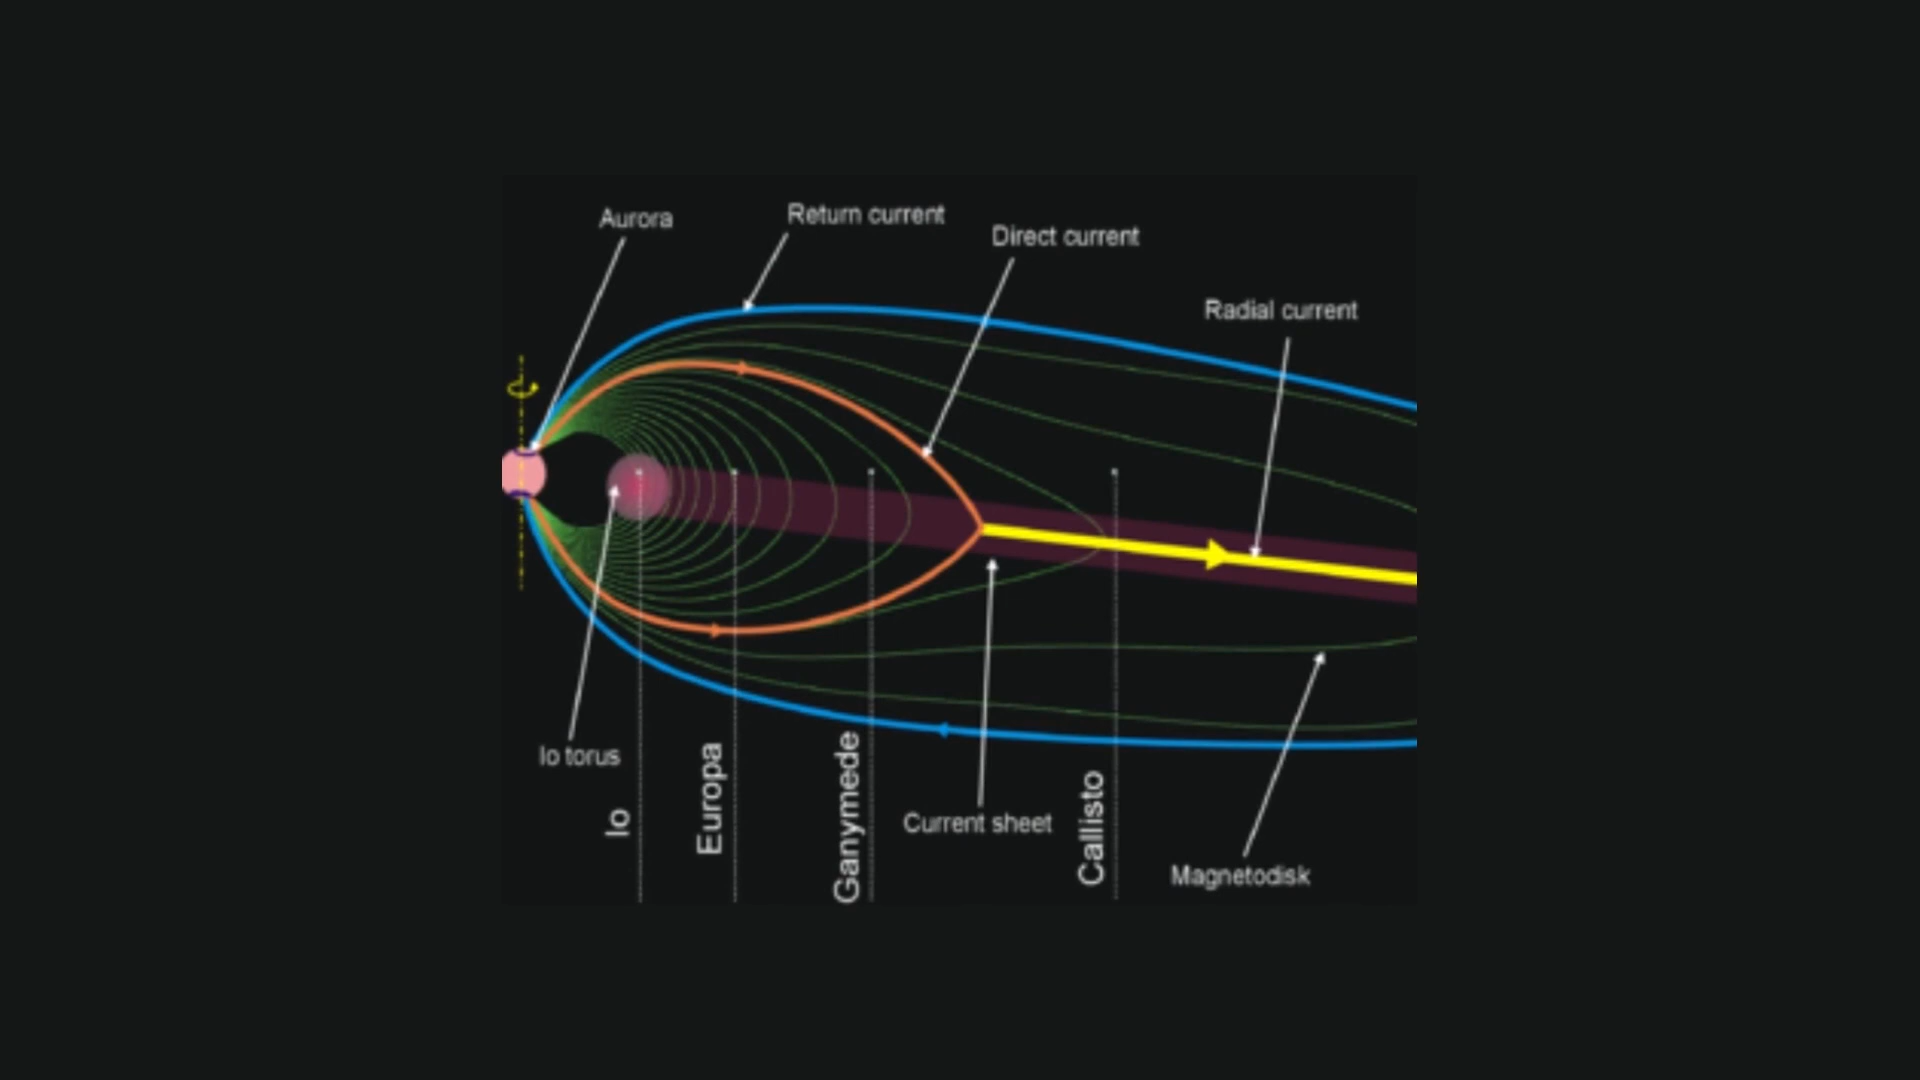 Aurora
Return current
Direct current
Radial current
Io torus
Io
Europa
Ganymede
Current sheet
Callisto
Magnetodisk